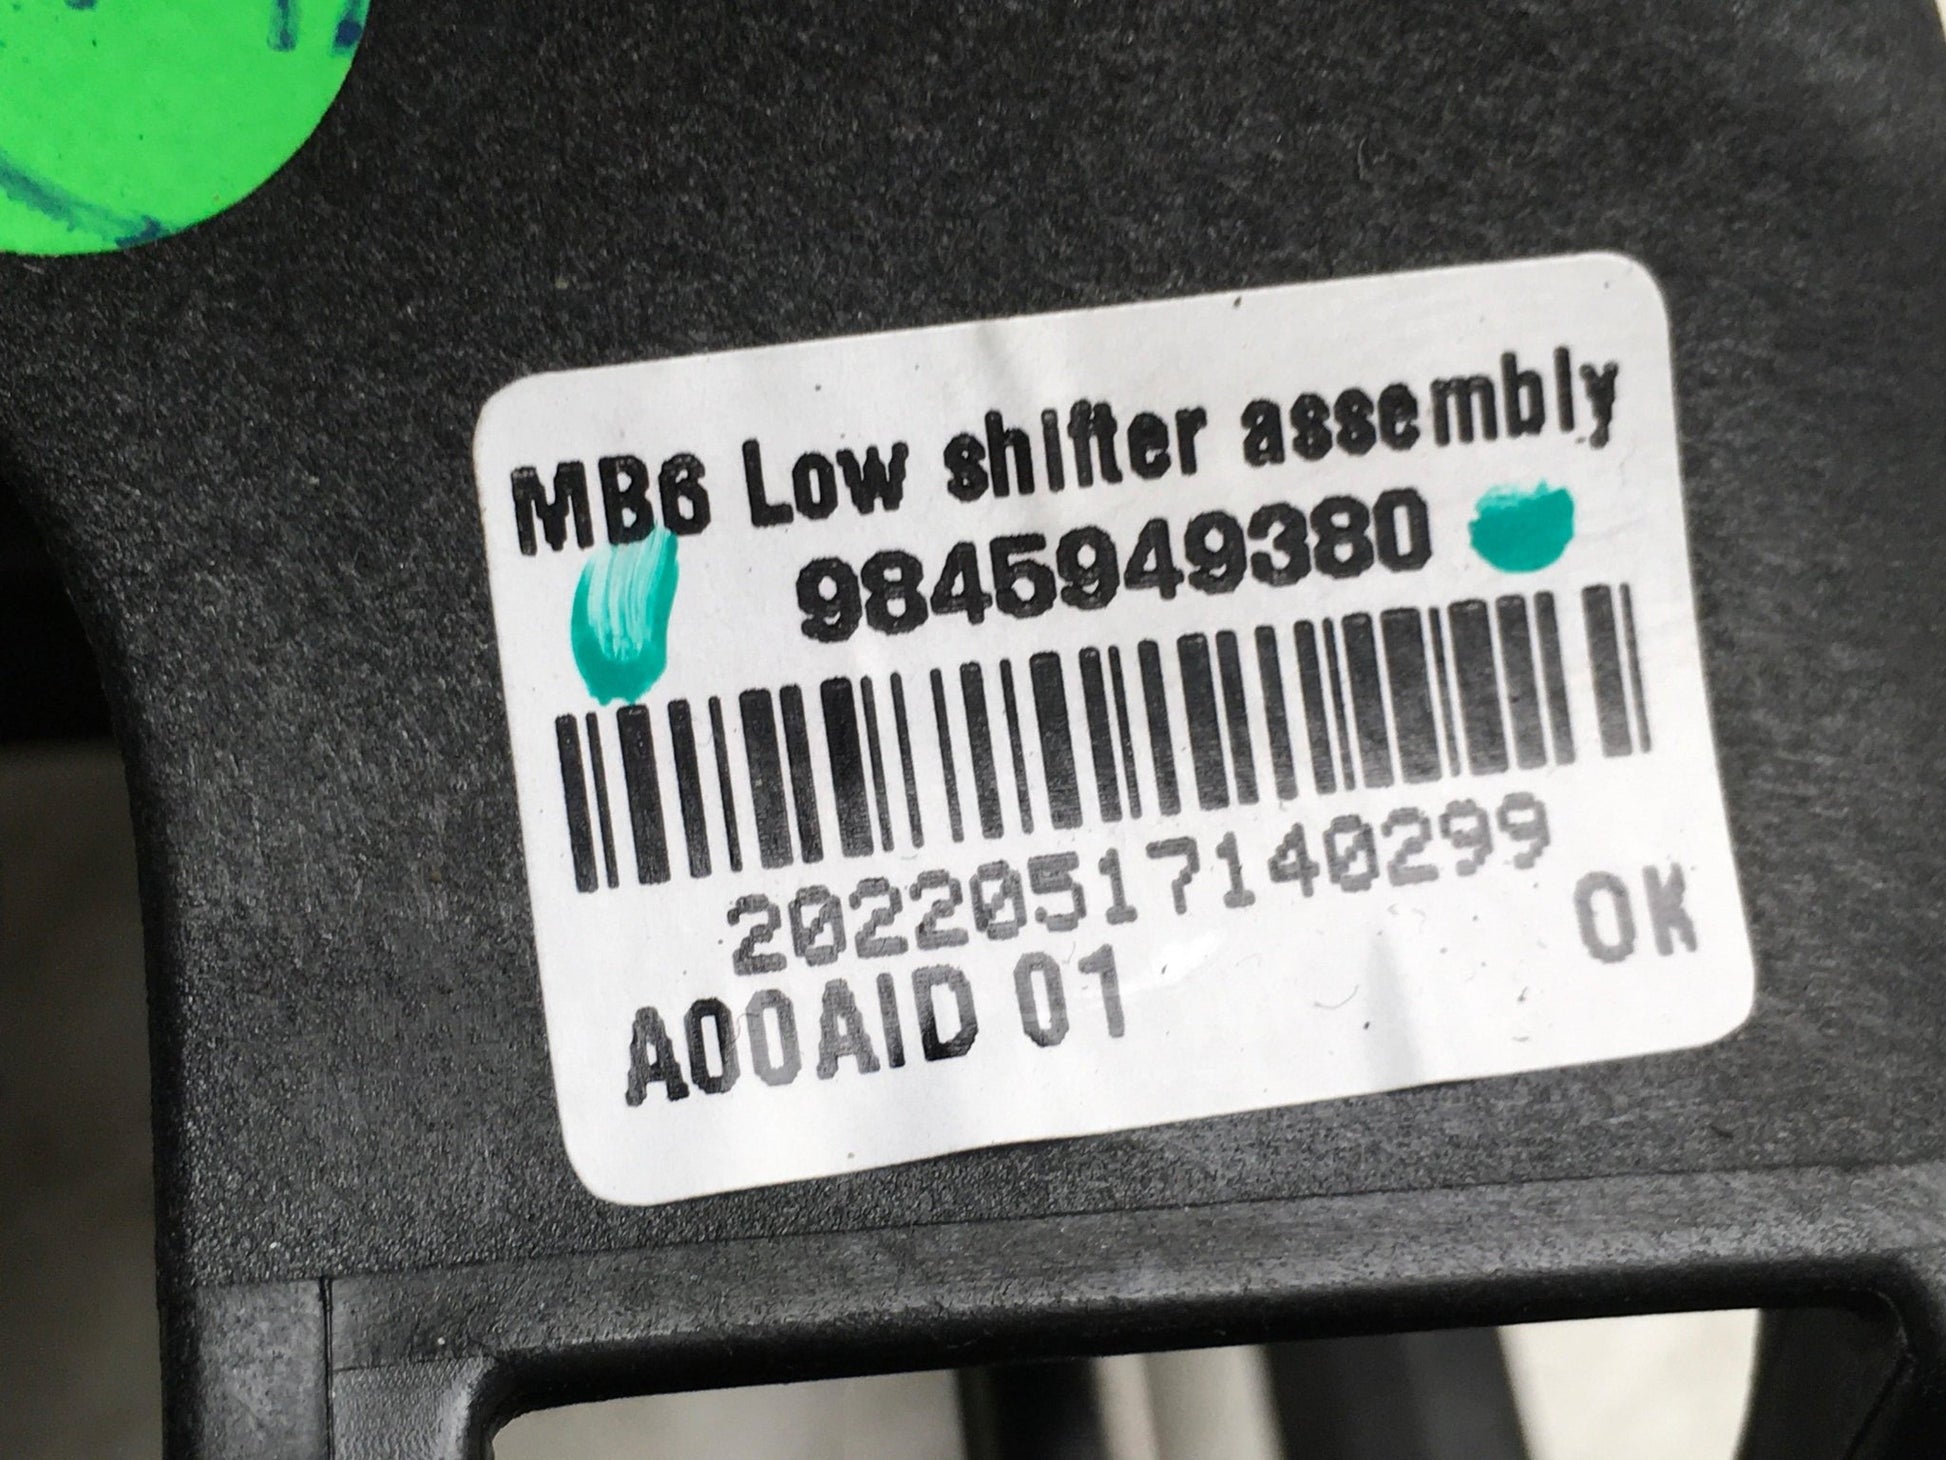 MB6 Low shifter assembly
9845949380
20220517140299
OK
A00AID 01